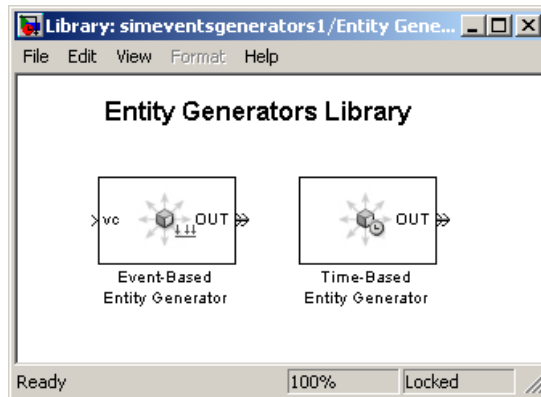 Library: simeventsgenerators1/Entity Gene...
File Edit View Format Help
Entity Generators Library
vc OUT OUT
Event-Based Time-Based
Entity Generator Entity Generator
Ready 100% Locked